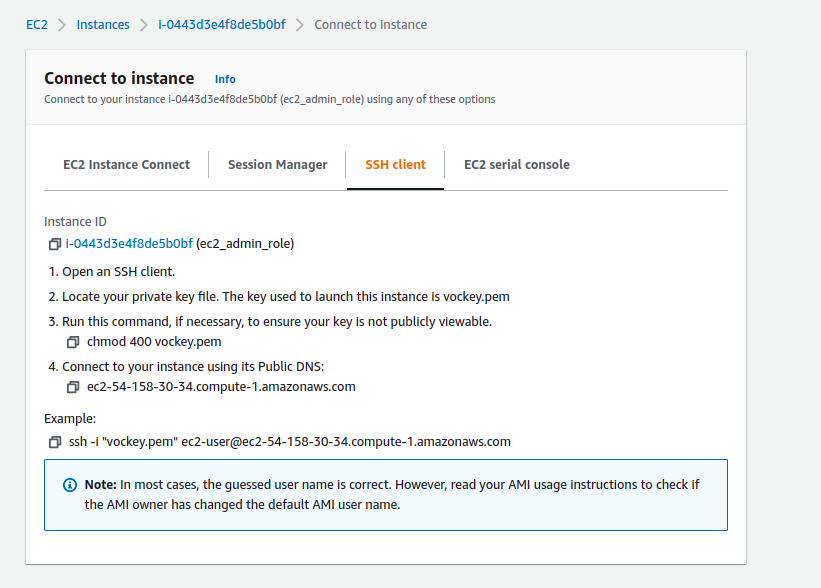 EC2 > Instances > i-0443d3e4f8de5b0bf > Connect to instance
Connect to instance Info
Connect to your instance i-0443d3e4f8de5b0bf (ec2_admin_role) using any of these options
EC2 Instance Connect Session Manager SSH client EC2 serial console
Instance ID
i-0443d3e4f8de5b0bf (ec2_admin_role)
1. Open an SSH client.
2. Locate your private key file. The key used to launch this instance is vockey.pem
3. Run this command, if necessary, to ensure your key is not publicly viewable.
chmod 400 vockey.pem
4. Connect to your instance using its Public DNS:
ec2-54-158-30-34.compute-1.amazonaws.com
Example:
ssh -i "vockey.pem" ec2-user@ec2-54-158-30-34.compute-1.amazonaws.com
Note: In most cases, the guessed user name is correct. However, read your AMI usage instructions to check if
the AMI owner has changed the default AMI user name.